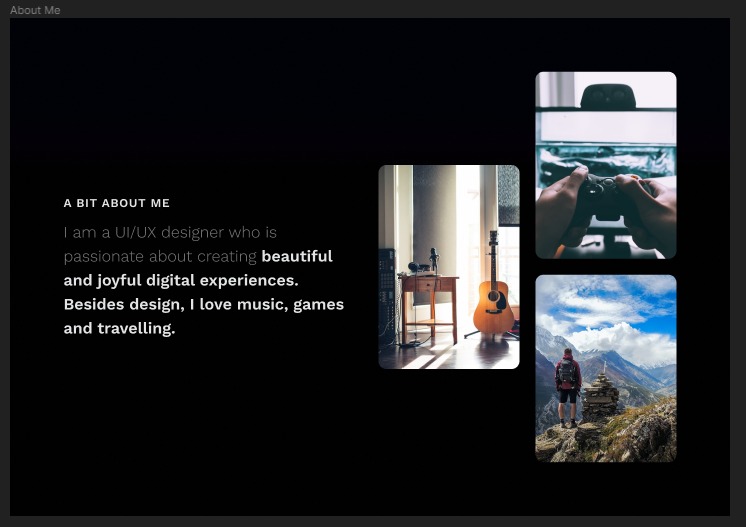 About Me
A BIT ABOUT ME
I am a UI/UX designer who is
passionate about creating beautiful
and joyful digital experiences.
Besides design, I love music, games
and travelling.